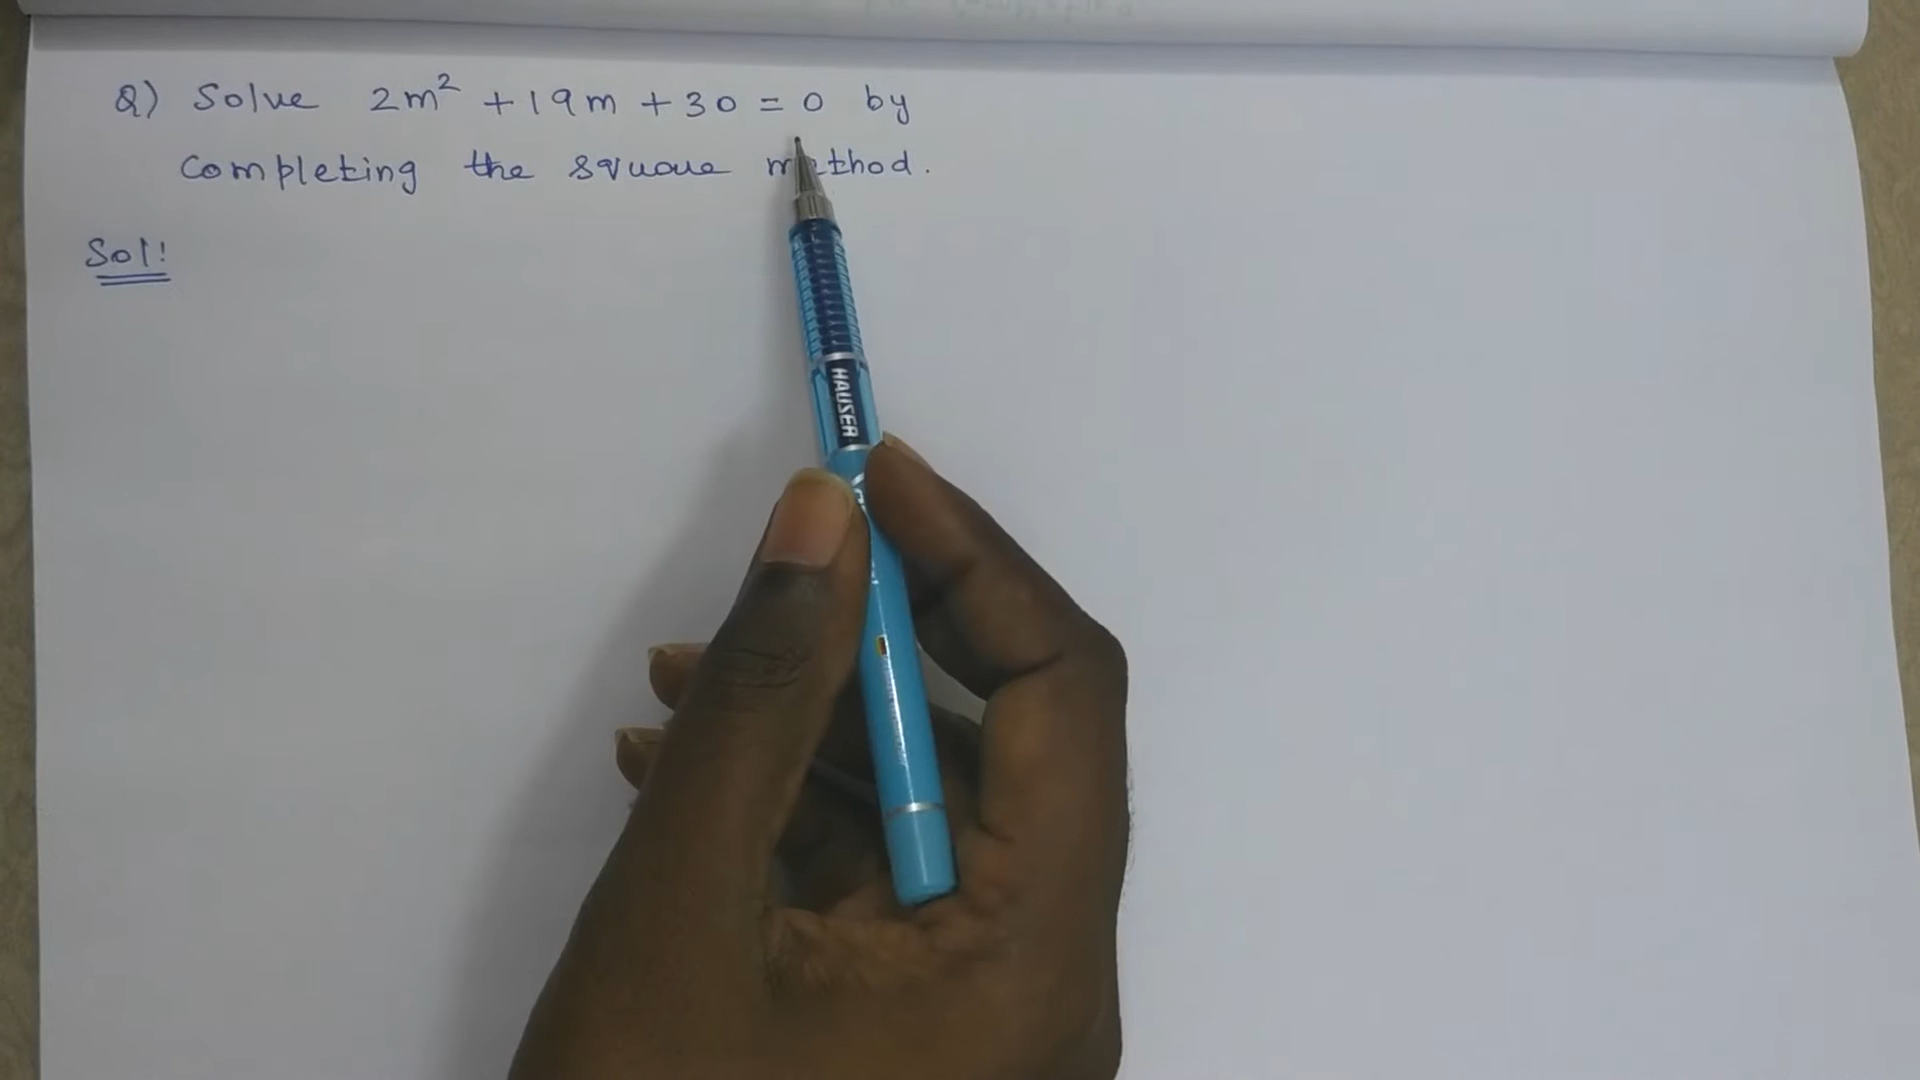 Q) Solve 2m² + 19m + 30 = 0 by
Completing the square method.
Sol:
HAUSER